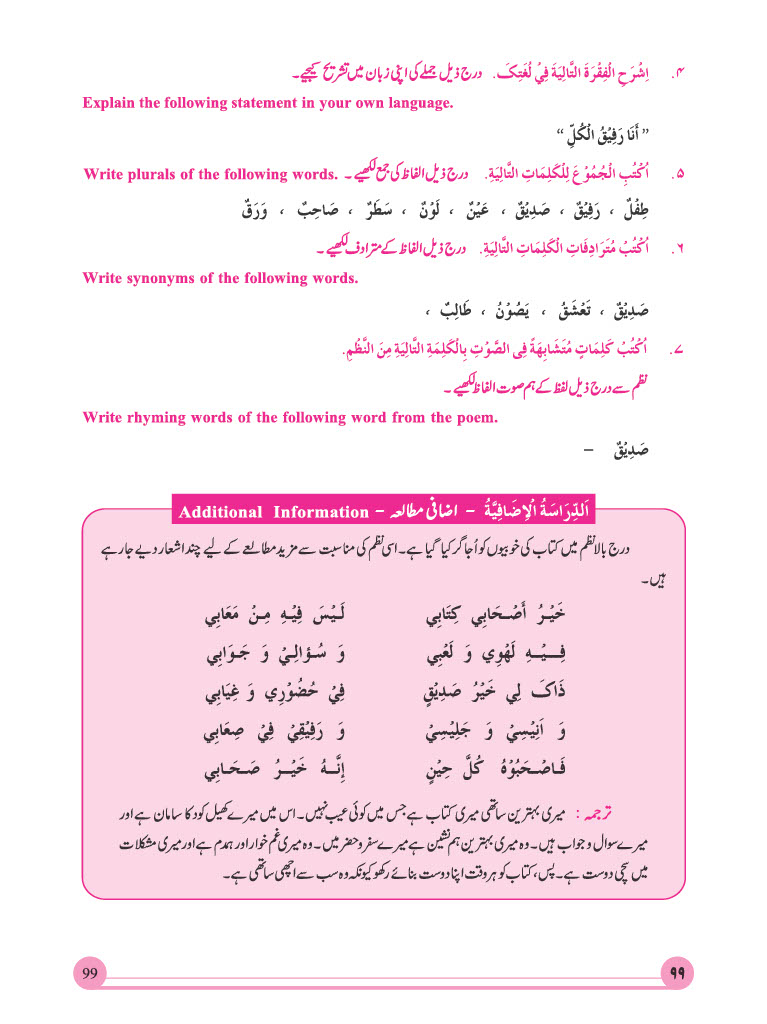 ۴. اِشْرَحِ الْفِقْرَةَ التَّالِيَةَ فِيْ لُغَتِکَ. درج ذیل جملے کی اپنی زبان میں تشریح کیجیے۔
Explain the following statement in your own language.
” أَنَا رَفِيْقُ الْكُلِّ “
۵. اُكْتُبِ الْجُمُوْعَ لِلْكَلِمَاتِ التَّالِيَةِ. درج ذیل الفاظ کی جمع لکھیے۔ Write plurals of the following words.
طِفْلٌ ، رَفِيْقٌ ، صَدِيْقٌ ، عَيْنٌ ، لَوْنٌ ، سَطَرٌ ، صَاحِبٌ ، وَرَقٌ
۶. اُكْتُبْ مُتَرَادِفَاتِ الْكَلِمَاتِ التَّالِيَةِ. درج ذیل الفاظ کے مترادف لکھیے۔
Write synonyms of the following words.
صَدِيْقٌ ، تَعْشَقُ ، يَصُوْنُ ، طَالِبٌ ،
۷. اُكْتُبْ كَلِمَاتٍ مُتَشَابِهَةً فِى الصَّوْتِ بِالْكَلِمَةِ التَّالِيَةِ مِنَ النَّظْمِ.
نظم سے درج ذیل لفظ کے ہم صوت الفاظ لکھیے۔
Write rhyming words of the following word from the poem.
صَدِيْقٌ –
اَلدِّرَاسَةُ الْإِضَافِيَّةُ – اضافی مطالعہ – Additional Information
درج بالا نظم میں کتاب کی خوبیوں کو اُجاگر کیا گیا ہے۔ اسی نظم کی مناسبت سے مزید مطالعے کے لیے چند اشعار دیے جارہے
ہیں۔
خَيْرُ أَصْحَابِي كِتَابِي لَيْسَ فِيْهِ مِنْ مَعَابِي
فِيْهِ لَهْوِي وَ لَعْبِي وَ سُؤَالِيْ وَ جَوَابِي
ذَاكَ لِي خَيْرُ صَدِيْقٍ فِيْ حُضُوْرِي وَ غِيَابِي
وَ اَنِيْسِيْ وَ جَلِيْسِيْ وَ رَفِيْقِيْ فِيْ صِعَابِي
فَاصْحَبُوْهُ كُلَّ حِيْنٍ إِنَّهُ خَيْرُ صَحَابِي
ترجمہ : میری بہترین ساتھی میری کتاب ہے جس میں کوئی عیب نہیں۔ اس میں میرے کھیل کود کا سامان ہے اور
میرے سوال و جواب ہیں۔ وہ میری بہترین ہم نشین ہے میرے سفر و حضر میں۔ وہ میری غم خوار اور ہمدم ہے اور میری مشکلات
میں سچی دوست ہے۔ پس، کتاب کو ہر وقت اپنا دوست بنائے رکھو کیونکہ وہ سب سے اچھی ساتھی ہے۔
99 ۹۹